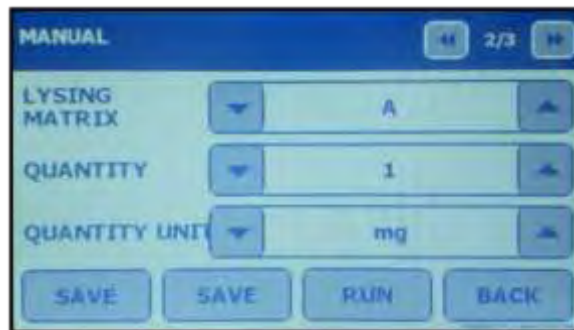 MANUAL 2/3
LYSING
MATRIX
A
QUANTITY 1
QUANTITY UNIT mg
SAVE SAVE RUN BACK